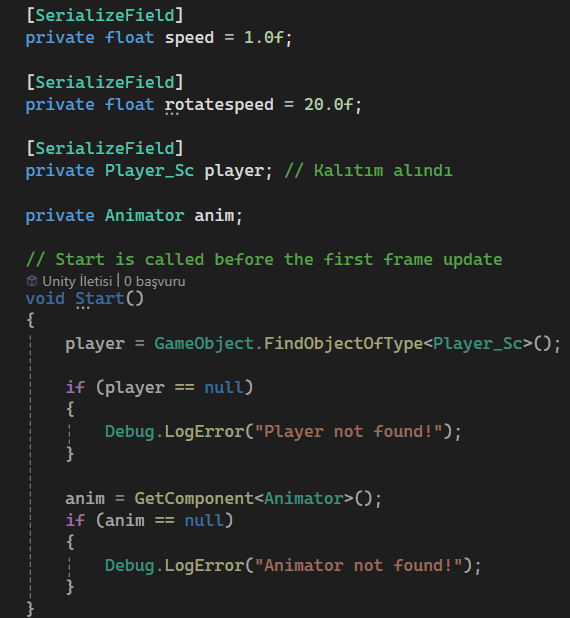 [SerializeField]
private float speed = 1.0f;
[SerializeField]
private float rotatespeed = 20.0f;
[SerializeField]
private Player_Sc player; // Kalıtım alındı
private Animator anim;
// Start is called before the first frame update
Unity İletisi | 0 başvuru
void Start()
{
player = GameObject.FindObjectOfType<Player_Sc>();
if (player == null)
{
Debug.LogError("Player not found!");
}
anim = GetComponent<Animator>();
if (anim == null)
{
Debug.LogError("Animator not found!");
}
}